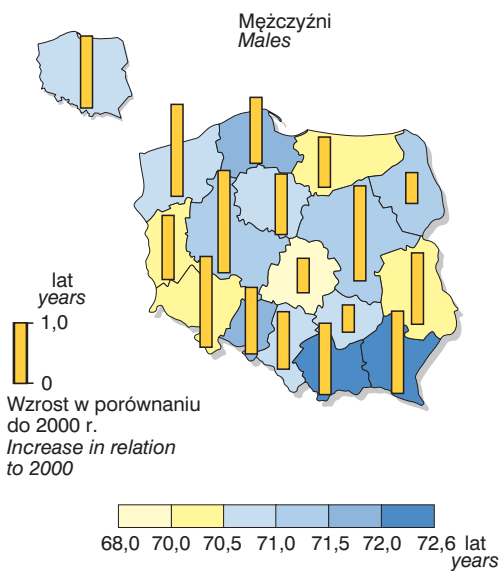 Mężczyźni
Males
lat
years
1,0
0
Wzrost w porównaniu
do 2000 r.
Increase in relation
to 2000
68,0 70,0 70,5 71,0 71,5 72,0 72,6 lat
years